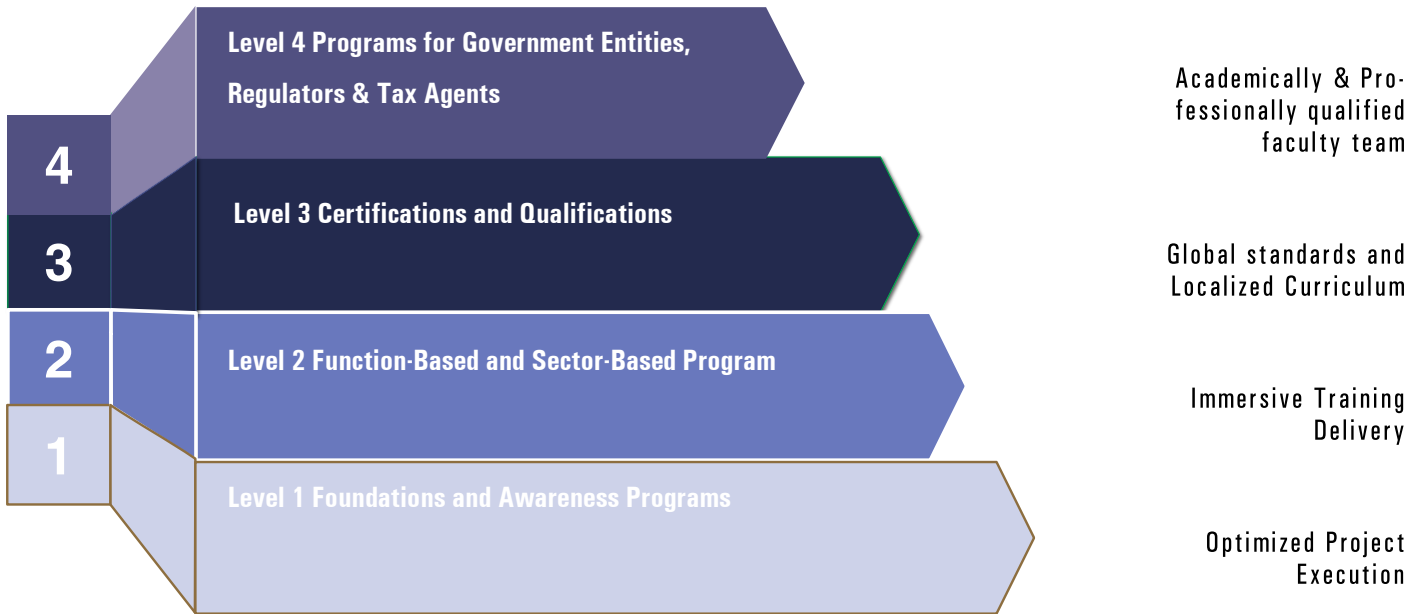 4
Level 4 Programs for Government Entities,
Regulators & Tax Agents
3
Level 3 Certifications and Qualifications
2
Level 2 Function-Based and Sector-Based Program
1
Level 1 Foundations and Awareness Programs
Academically & Pro-
fessionally qualified
faculty team
Global standards and
Localized Curriculum
Immersive Training
Delivery
Optimized Project
Execution